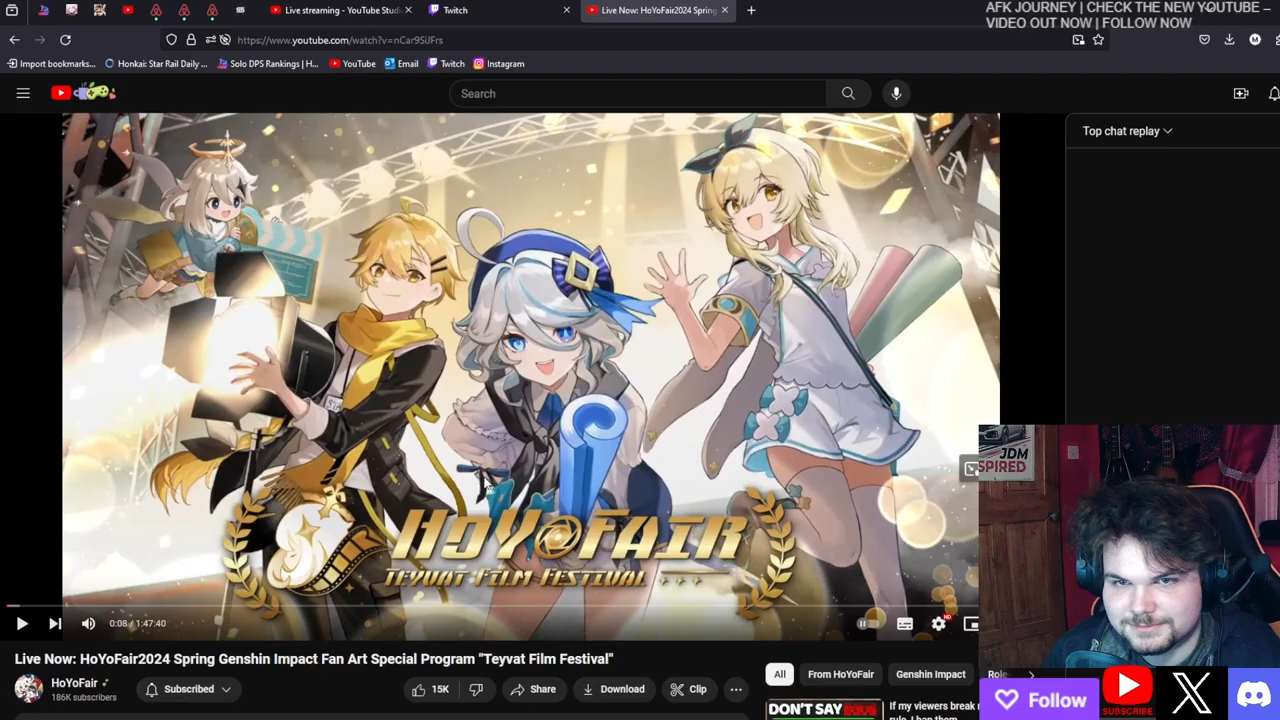 AFK JOURNEY | CHECK THE NEW YOUTUBE
VIDEO OUT NOW | FOLLOW NOW
Live streaming - YouTube Studi
Twitch
Live Now: HoYoFair2024 Spring
https://www.youtube.com/watch?v=nCar9SiJFrs
Import bookmarks...
Honkai: Star Rail Daily ...
Solo DPS Rankings | H...
YouTube
Email
Twitch
Instagram
Search
Top chat replay
HOYOFAIR
TEYVAT FILM FESTIVAL
JDM
SPIRED
0:08 / 1:47:40
HD
Live Now: HoYoFair2024 Spring Genshin Impact Fan Art Special Program "Teyvat Film Festival"
HoYoFair
186K subscribers
Subscribed
15K
Share
Download
Clip
All
From HoYoFair
Genshin Impact
Role-
DON'T SAY
If my viewers break
rule, I ban them
Follow
SUBSCRIBE